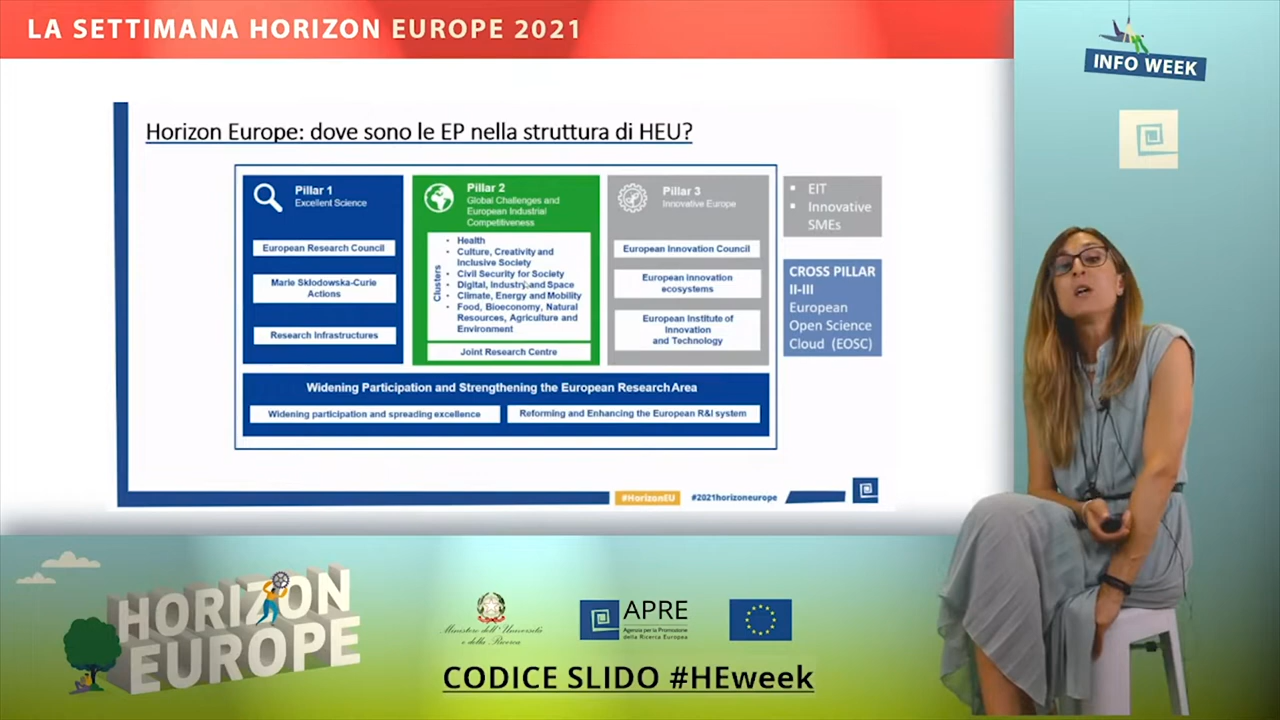 LA SETTIMANA HORIZON EUROPE 2021
INFO WEEK
Horizon Europe: dove sono le EP nella struttura di HEU?
Pillar 1
Excellent Science
European Research Council
Marie Skłodowska-Curie
Actions
Research Infrastructures
Pillar 2
Global Challenges and
European Industrial
Competitiveness
Clusters
• Health
• Culture, Creativity and
Inclusive Society
• Civil Security for Society
• Digital, Industry and Space
• Climate, Energy and Mobility
• Food, Bioeconomy, Natural
Resources, Agriculture and
Environment
Joint Research Centre
Pillar 3
Innovative Europe
European Innovation Council
European innovation
ecosystems
European Institute of
Innovation
and Technology
▪ EIT
▪ Innovative
SMEs
CROSS PILLAR
II-III
European
Open Science
Cloud (EOSC)
Widening Participation and Strengthening the European Research Area
Widening participation and spreading excellence
Reforming and Enhancing the European R&I system
#HorizonEU
#2021horizoneurope
HORIZON
EUROPE
Ministero dell'Università
e della Ricerca
APRE
Agenzia per la Promozione
della Ricerca Europea
CODICE SLIDO #HEweek